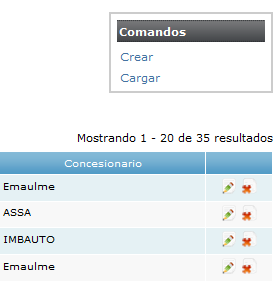 Comandos
Crear
Cargar
Mostrando 1 - 20 de 35 resultados
Concesionario
Emaulme
ASSA
IMBAUTO
Emaulme